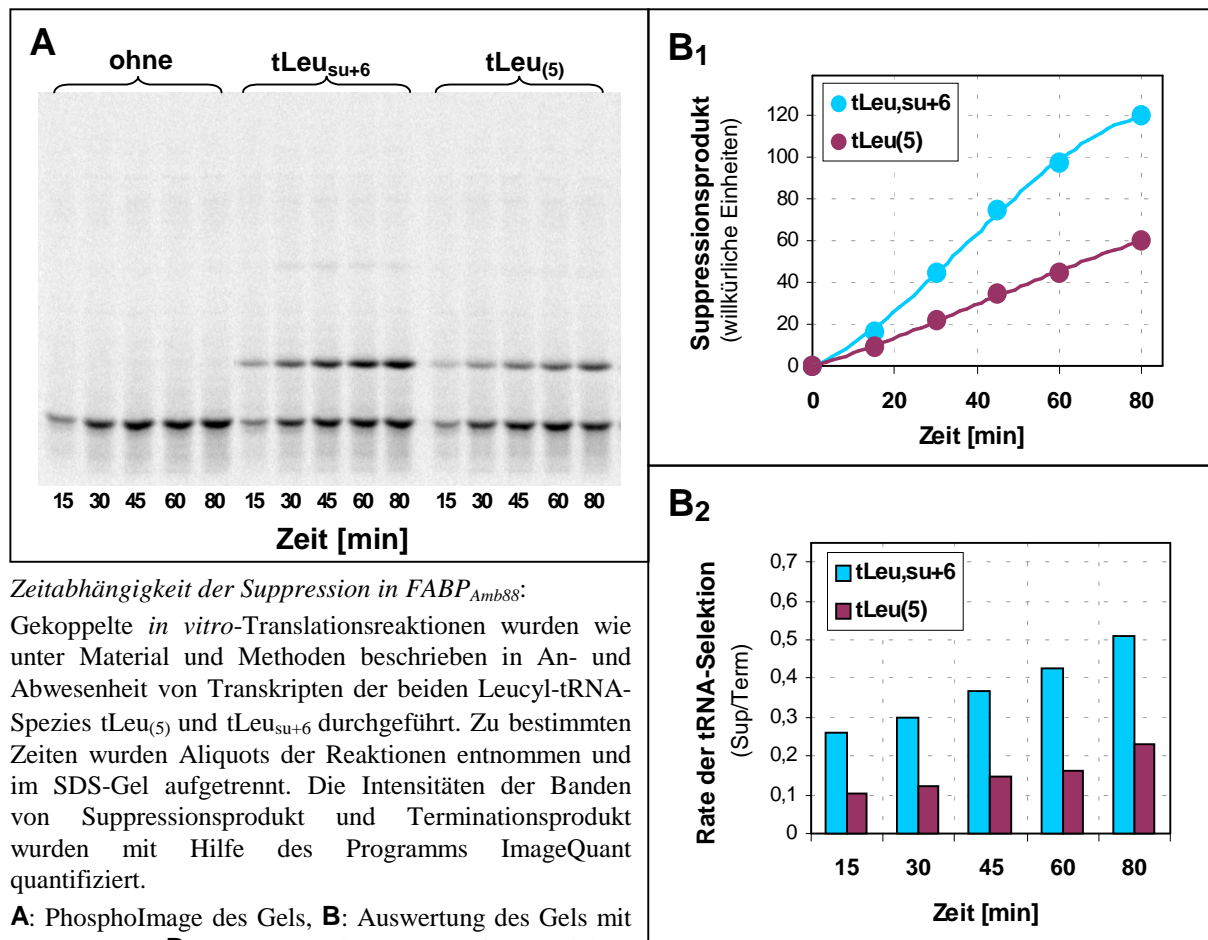 A
ohne tLeu su+6 tLeu (5)
15 30 45 60 80 15 30 45 60 80 15 30 45 60 80
Zeit [min]
Zeitabhängigkeit der Suppression in FABP Amb88:
Gekoppelte in vitro-Translationsreaktionen wurden wie
unter Material und Methoden beschrieben in An- und
Abwesenheit von Transkripten der beiden Leucyl-tRNA-
Spezies tLeu(5) und tLeu su+6 durchgeführt. Zu bestimmten
Zeiten wurden Aliquots der Reaktionen entnommen und
im SDS-Gel aufgetrennt. Die Intensitäten der Banden
von Suppressionsprodukt und Terminationsprodukt
wurden mit Hilfe des Programms ImageQuant
quantifiziert.
A: PhosphoImage des Gels, B: Auswertung des Gels mit
B1
tLeu,su+6
tLeu(5)
Suppressionsprodukt
(willkürliche Einheiten)
120
100
80
60
40
20
0
0 20 40 60 80
Zeit [min]
B2
tLeu,su+6
tLeu(5)
Rate der tRNA-Selektion
(Sup/Term)
0,7
0,6
0,5
0,4
0,3
0,2
0,1
0
15 30 45 60 80
Zeit [min]